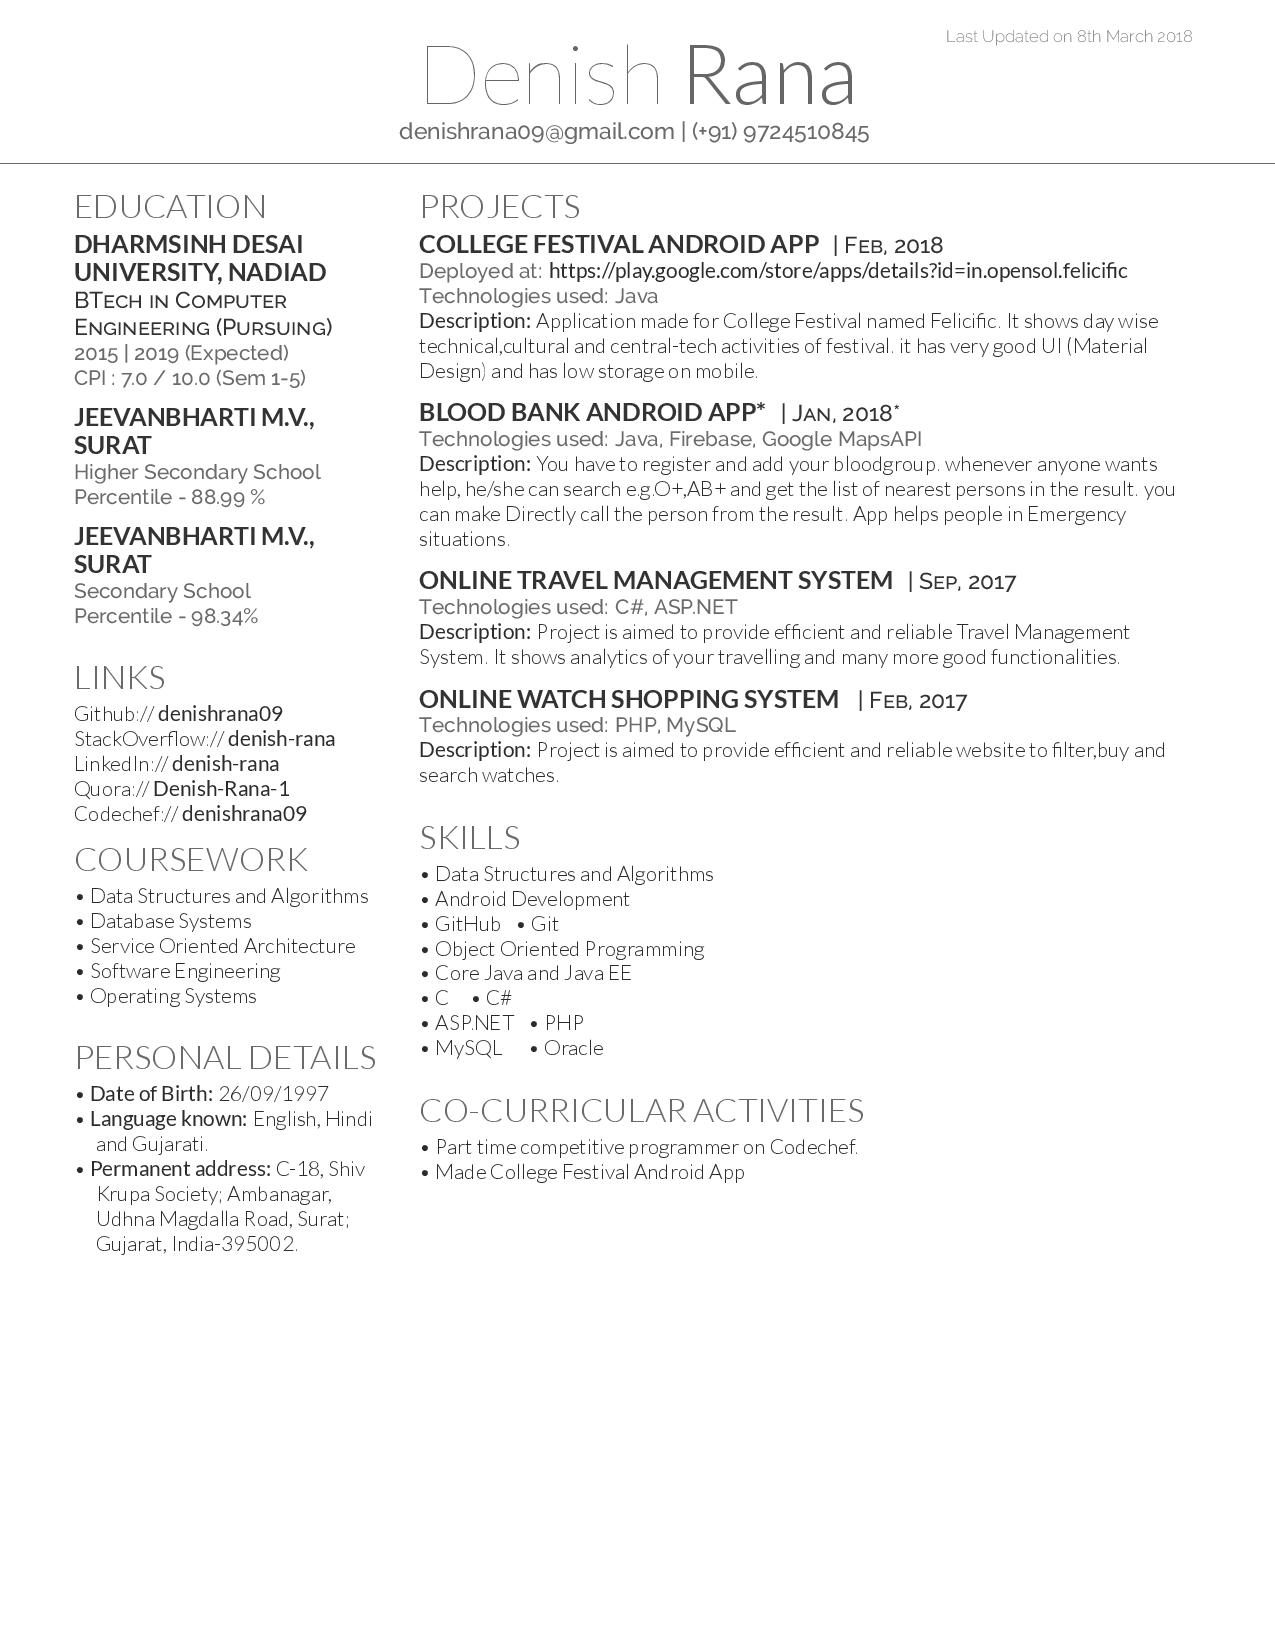 Last Updated on 8th March 2018
Denish Rana
denishrana09@gmail.com | (+91) 9724510845
EDUCATION
DHARMSINH DESAI
UNIVERSITY, NADIAD
BTECH IN COMPUTER
ENGINEERING (PURSUING)
2015 | 2019 (Expected)
CPI : 7.0 / 10.0 (Sem 1-5)
JEEVANBHARTI M.V.,
SURAT
Higher Secondary School
Percentile - 88.99 %
JEEVANBHARTI M.V.,
SURAT
Secondary School
Percentile - 98.34%
LINKS
Github:// denishrana09
StackOverflow:// denish-rana
LinkedIn:// denish-rana
Quora:// Denish-Rana-1
Codechef:// denishrana09
COURSEWORK
• Data Structures and Algorithms
• Database Systems
• Service Oriented Architecture
• Software Engineering
• Operating Systems
PERSONAL DETAILS
• Date of Birth: 26/09/1997
• Language known: English, Hindi
and Gujarati.
• Permanent address: C-18, Shiv
Krupa Society; Ambanagar,
Udhna Magdalla Road, Surat;
Gujarat, India-395002.
PROJECTS
COLLEGE FESTIVAL ANDROID APP | FEB, 2018
Deployed at: https://play.google.com/store/apps/details?id=in.opensol.felicific
Technologies used: Java
Description: Application made for College Festival named Felicific. It shows day wise
technical,cultural and central-tech activities of festival. it has very good UI (Material
Design) and has low storage on mobile.
BLOOD BANK ANDROID APP* | JAN, 2018*
Technologies used: Java, Firebase, Google MapsAPI
Description: You have to register and add your bloodgroup. whenever anyone wants
help, he/she can search e.g.O+,AB+ and get the list of nearest persons in the result. you
can make Directly call the person from the result. App helps people in Emergency
situations.
ONLINE TRAVEL MANAGEMENT SYSTEM | SEP, 2017
Technologies used: C#, ASP.NET
Description: Project is aimed to provide efficient and reliable Travel Management
System. It shows analytics of your travelling and many more good functionalities.
ONLINE WATCH SHOPPING SYSTEM | FEB, 2017
Technologies used: PHP, MySQL
Description: Project is aimed to provide efficient and reliable website to filter,buy and
search watches.
SKILLS
• Data Structures and Algorithms
• Android Development
• GitHub • Git
• Object Oriented Programming
• Core Java and Java EE
• C • C#
• ASP.NET • PHP
• MySQL • Oracle
CO-CURRICULAR ACTIVITIES
• Part time competitive programmer on Codechef.
• Made College Festival Android App